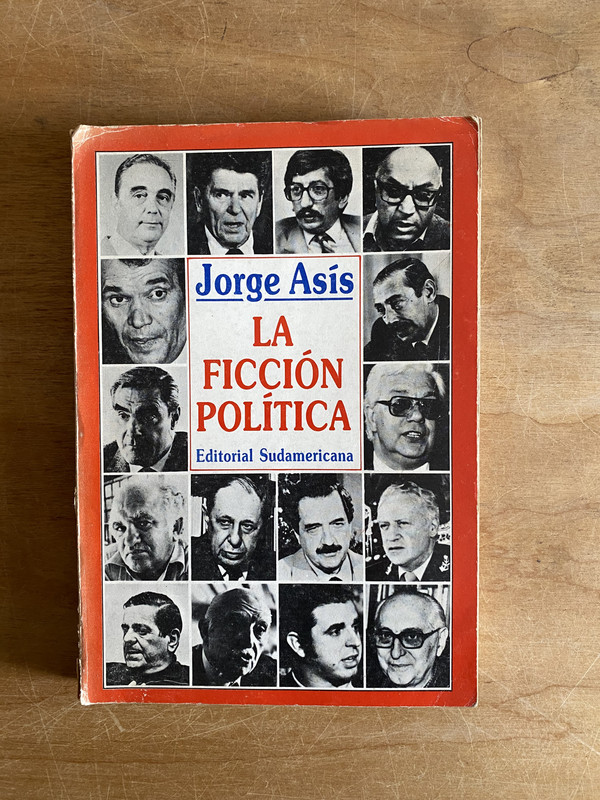 Jorge Asís
LA
FICCIÓN
POLÍTICA
Editorial Sudamericana